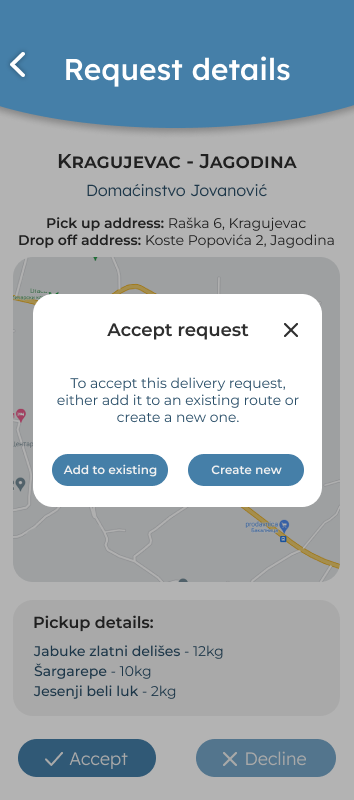 Request details
Kragujevac - Jagodina
Domaćinstvo Jovanović
Pick up address: Raška 6, Kragujevac
Drop off address: Koste Popovića 2, Jagodina
Accept request
To accept this delivery request,
either add it to an existing route or
create a new one.
Add to existing
Create new
Pickup details:
Jabuke zlatni delišes - 12kg
Šargarepe - 10kg
Jesenji beli luk - 2kg
Accept
Decline